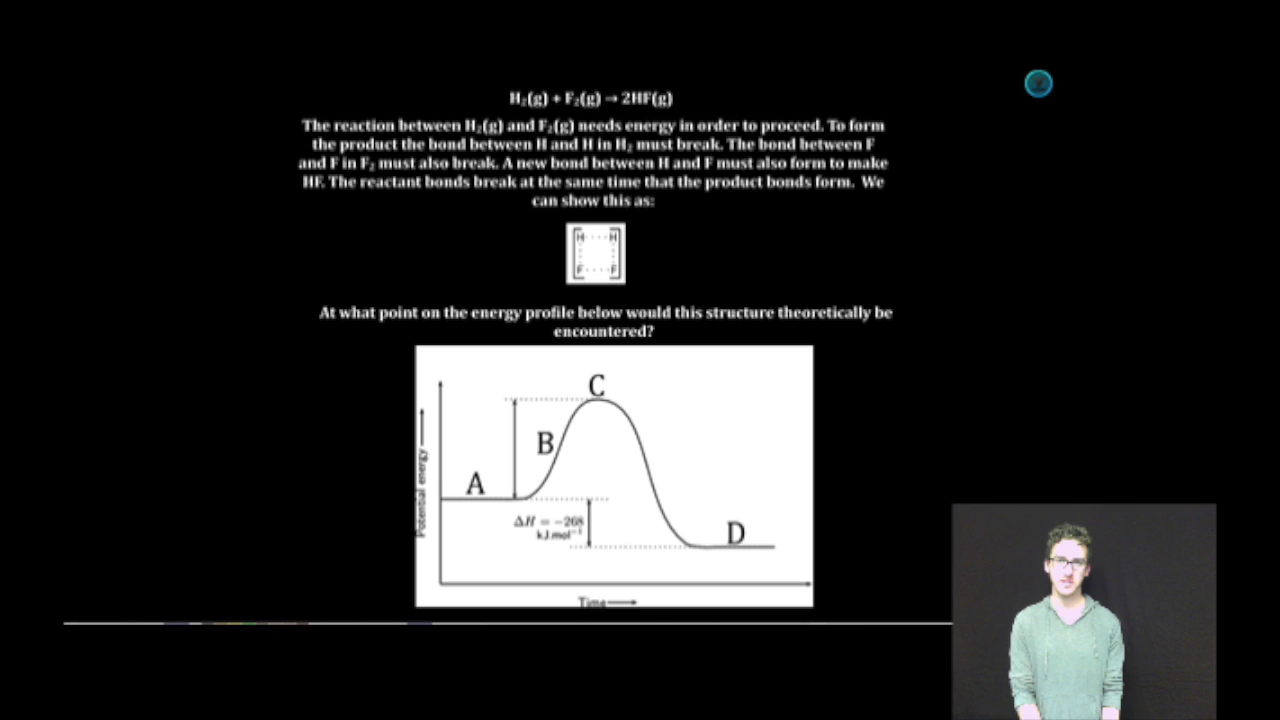 H₂(g) + F₂(g) → 2HF(g)
The reaction between H₂(g) and F₂(g) needs energy in order to proceed. To form
the product the bond between H and H in H₂ must break. The bond between F
and F in F₂ must also break. A new bond between H and F must also form to make
HF. The reactant bonds break at the same time that the product bonds form. We
can show this as:
H H
F F
At what point on the energy profile below would this structure theoretically be
encountered?
C
B
A
Potential energy
ΔH = −268
kJ.mol⁻¹
D
Time